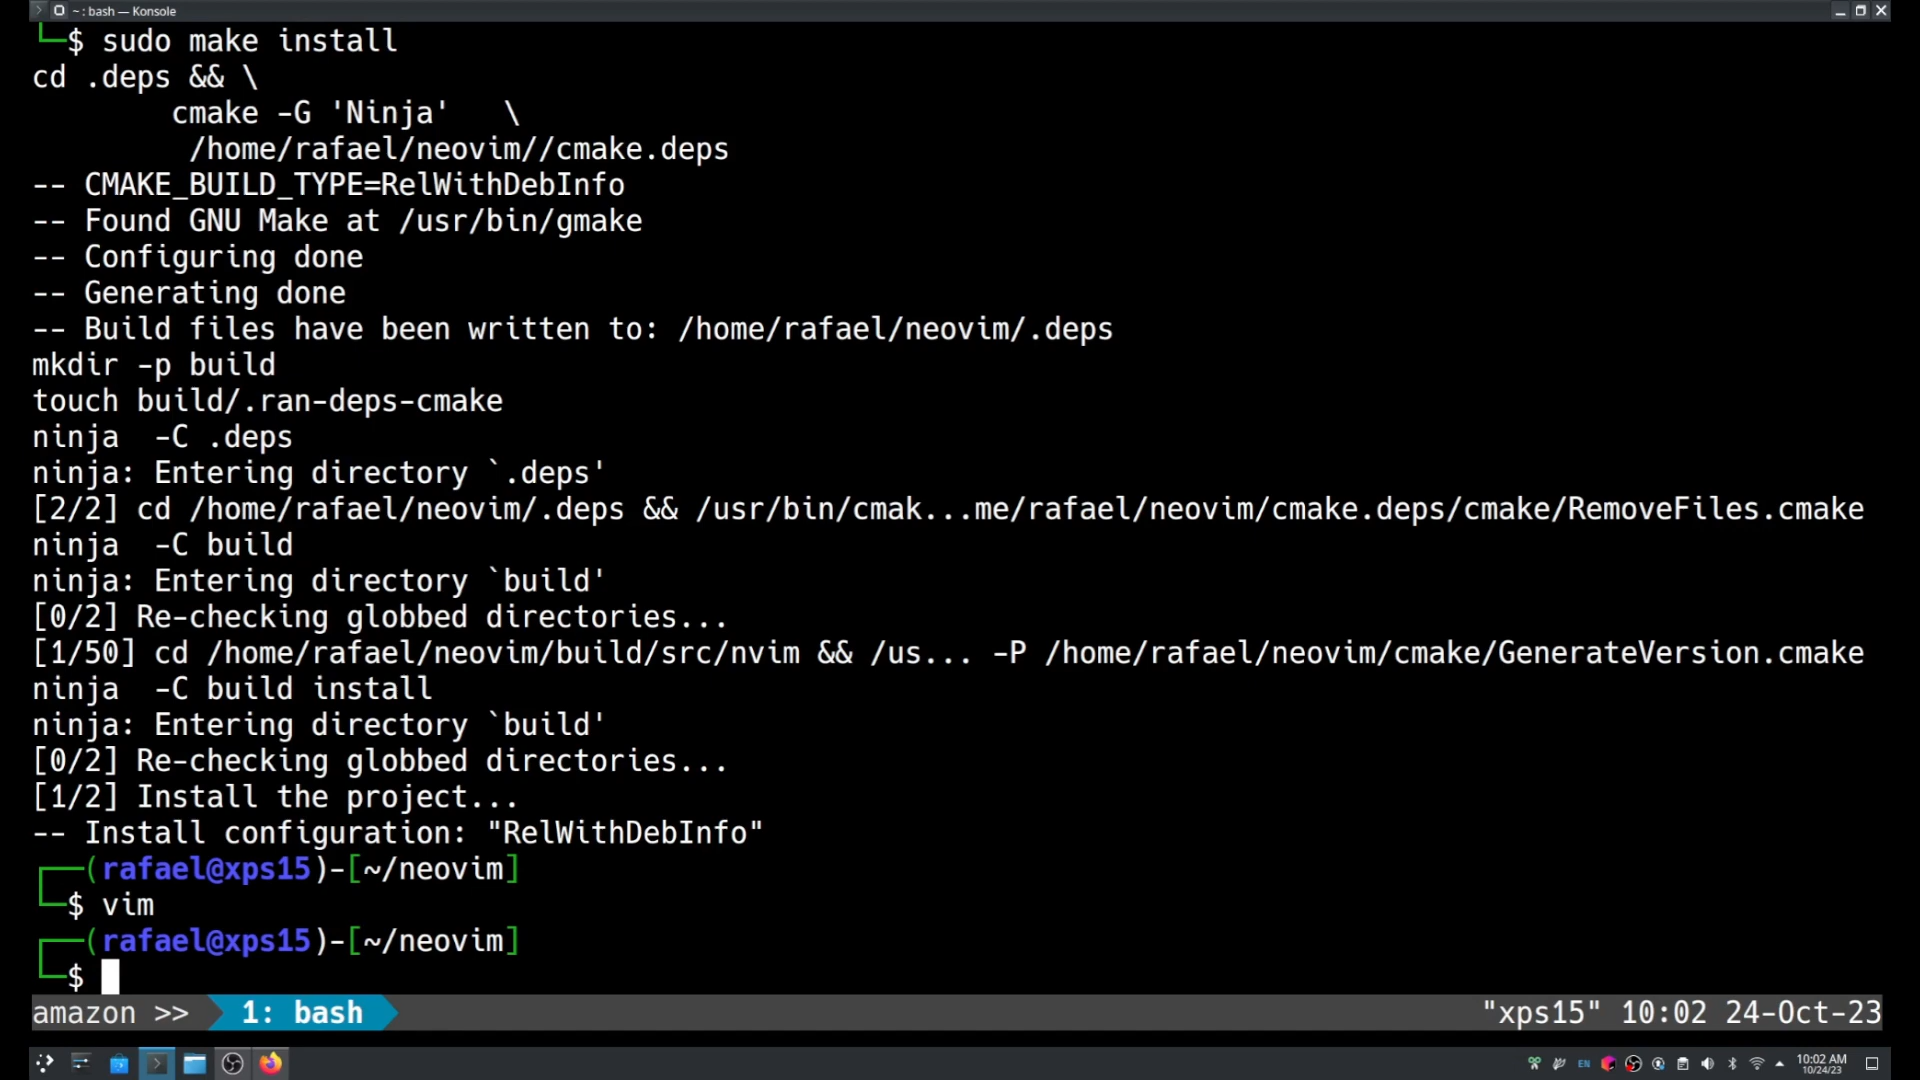 ~ : bash — Konsole
$ sudo make install
cd .deps && \
cmake -G 'Ninja' \
/home/rafael/neovim//cmake.deps
-- CMAKE_BUILD_TYPE=RelWithDebInfo
-- Found GNU Make at /usr/bin/gmake
-- Configuring done
-- Generating done
-- Build files have been written to: /home/rafael/neovim/.deps
mkdir -p build
touch build/.ran-deps-cmake
ninja  -C .deps
ninja: Entering directory `.deps'
[2/2] cd /home/rafael/neovim/.deps && /usr/bin/cmak...me/rafael/neovim/cmake.deps/cmake/RemoveFiles.cmake
ninja  -C build
ninja: Entering directory `build'
[0/2] Re-checking globbed directories...
[1/50] cd /home/rafael/neovim/build/src/nvim && /us... -P /home/rafael/neovim/cmake/GenerateVersion.cmake
ninja  -C build install
ninja: Entering directory `build'
[0/2] Re-checking globbed directories...
[1/2] Install the project...
-- Install configuration: "RelWithDebInfo"
(rafael@xps15)-[~/neovim]
$ vim
(rafael@xps15)-[~/neovim]
$
amazon >> 1: bash "xps15" 10:02 24-Oct-23
EN 10:02 AM
10/24/23